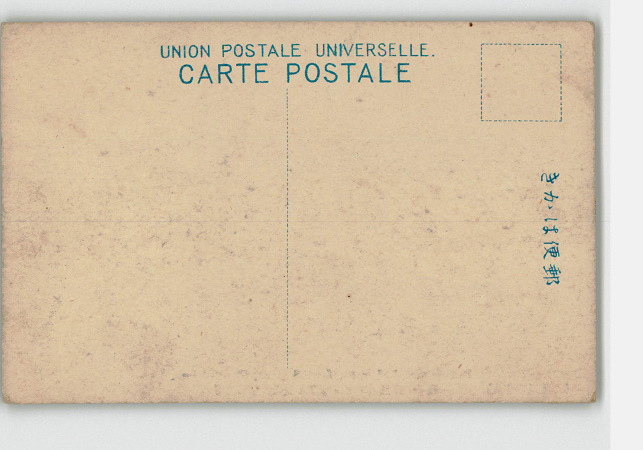 UNION POSTALE UNIVERSELLE.
CARTE POSTALE
郵便はかき